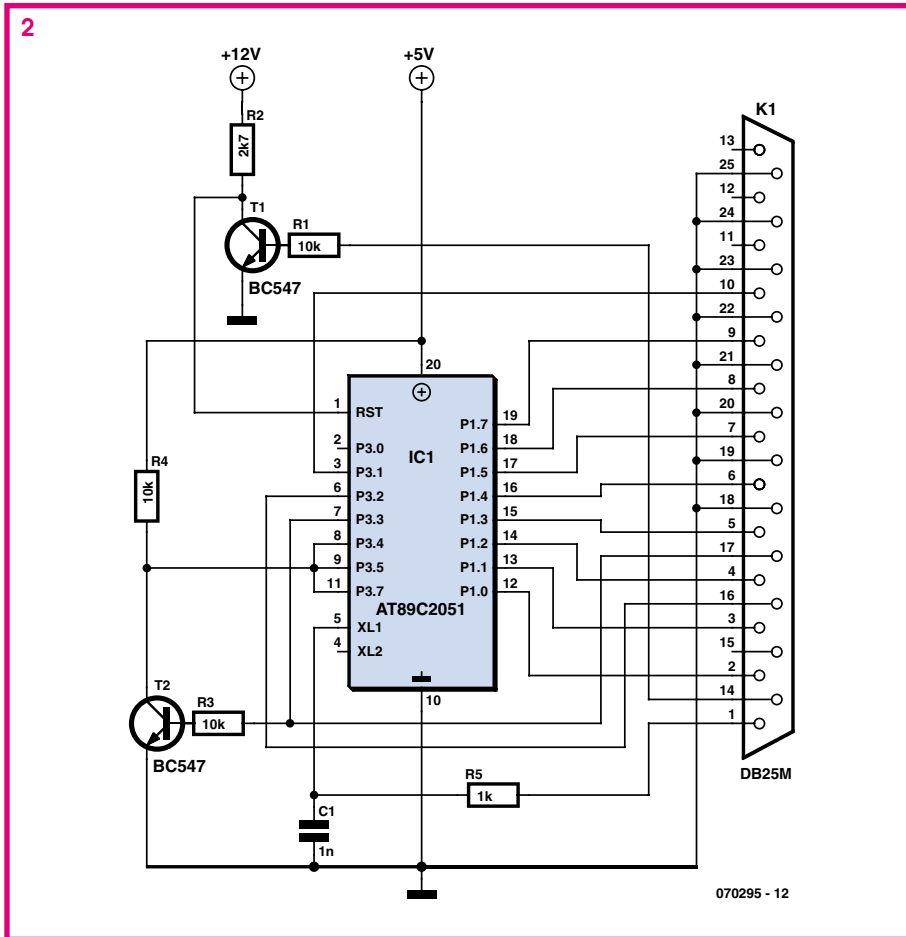 2
+12V
+5V
K1
R2
2k7
T1
R1
10k
BC547
13
25
12
24
11
23
10
22
9
21
8
20
7
19
6
18
5
17
4
16
3
15
2
14
1
DB25M
20
1 RST
2 P3.0
3 P3.1
6 P3.2
7 P3.3
8 P3.4
9 P3.5
11 P3.7
5 XL1
4 XL2
IC1
AT89C2051
P1.7 19
P1.6 18
P1.5 17
P1.4 16
P1.3 15
P1.2 14
P1.1 13
P1.0 12
10
R4
10k
T2
R3
10k
BC547
R5
1k
C1
1n
070295 - 12